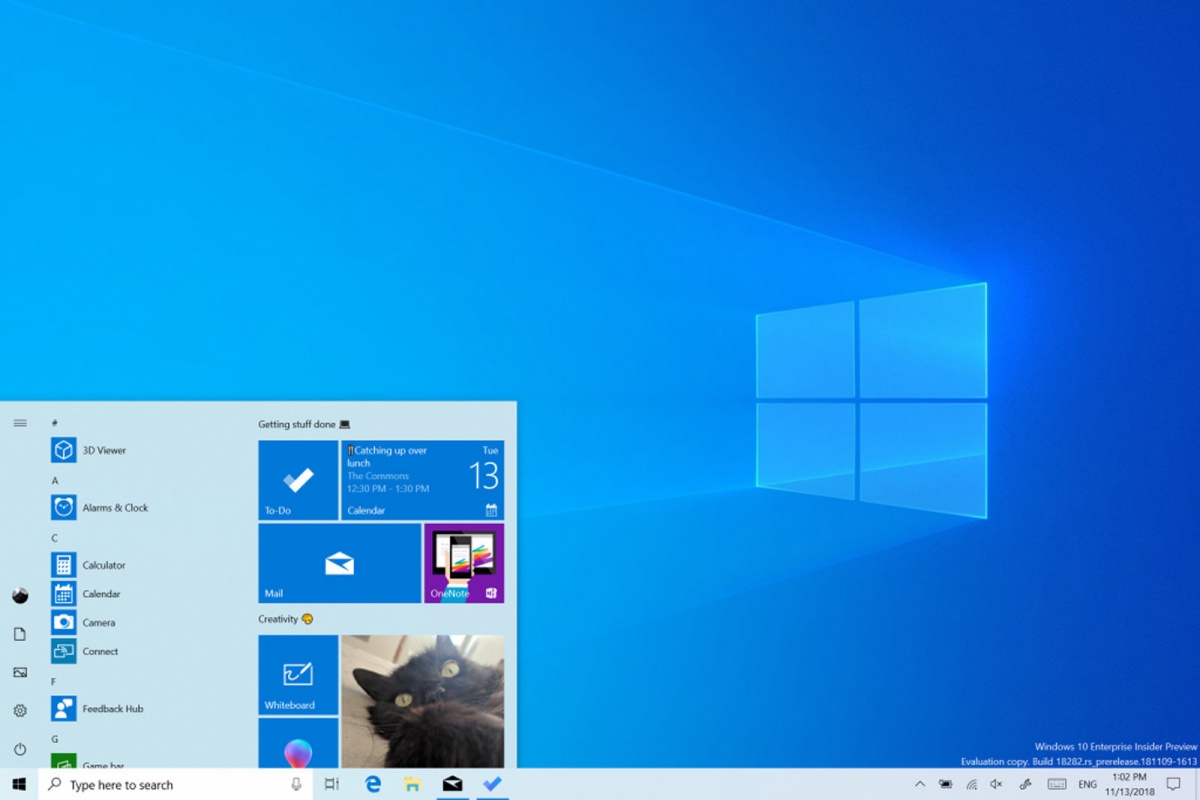 #
3D Viewer
A
Alarms & Clock
C
Calculator
Calendar
Camera
Connect
F
Feedback Hub
G
Game bar
Getting stuff done
To-Do
Catching up over
lunch
The Commons
12:30 PM - 1:30 PM
Calendar
Tue
13
Mail
OneNote
Creativity
Whiteboard
Windows 10 Enterprise Insider Preview
Evaluation copy. Build 18282.rs_prerelease.181109-1613
Type here to search
ENG
1:02 PM
11/13/2018